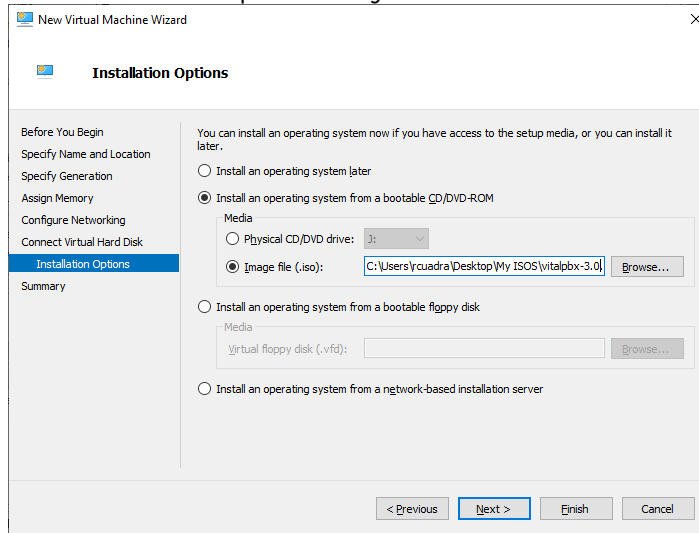 New Virtual Machine Wizard
Installation Options
Before You Begin
Specify Name and Location
Specify Generation
Assign Memory
Configure Networking
Connect Virtual Hard Disk
Installation Options
Summary
You can install an operating system now if you have access to the setup media, or you can install it
later.
Install an operating system later
Install an operating system from a bootable CD/DVD-ROM
Media
Physical CD/DVD drive: J:
Image file (.iso): C:\Users\rcuadra\Desktop\My ISOS\vitalpbx-3.0. Browse...
Install an operating system from a bootable floppy disk
Media
Virtual floppy disk (.vfd): Browse...
Install an operating system from a network-based installation server
< Previous Next > Finish Cancel